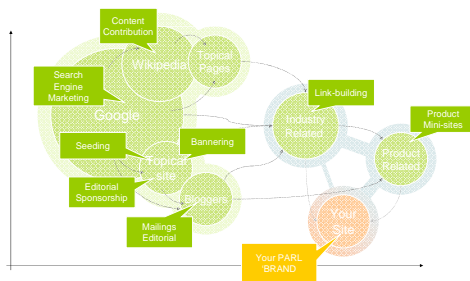 Content
Contribution
Wikipedia
Topical
Pages
Search
Engine
Marketing
Google
Link-building
Industry
Related
Product
Mini-sites
Product
Related
Seeding
Bannering
Topical
site
Editorial
Sponsorship
Bloggers
Mailings
Editorial
Your
Site
Your PARL
"BRAND